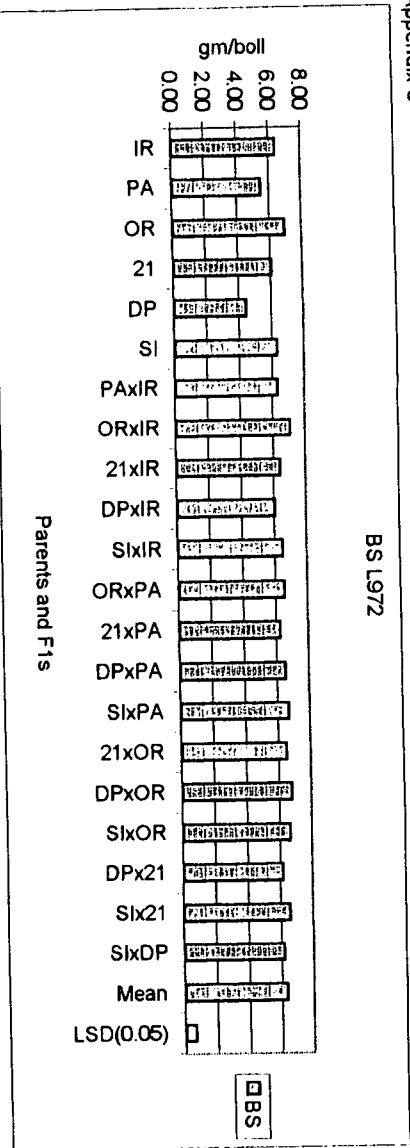 BS L972
gm/boll
8.00
6.00
4.00
2.00
0.00
IR
PA
OR
21
DP
SI
PAxIR
ORxIR
21xIR
DPxIR
SIxIR
ORxPA
21xPA
DPxPA
SIxPA
21xOR
DPxOR
SIxOR
DPx21
SIx21
SIxDP
Mean
LSD(0.05)
Parents and F1s
BS